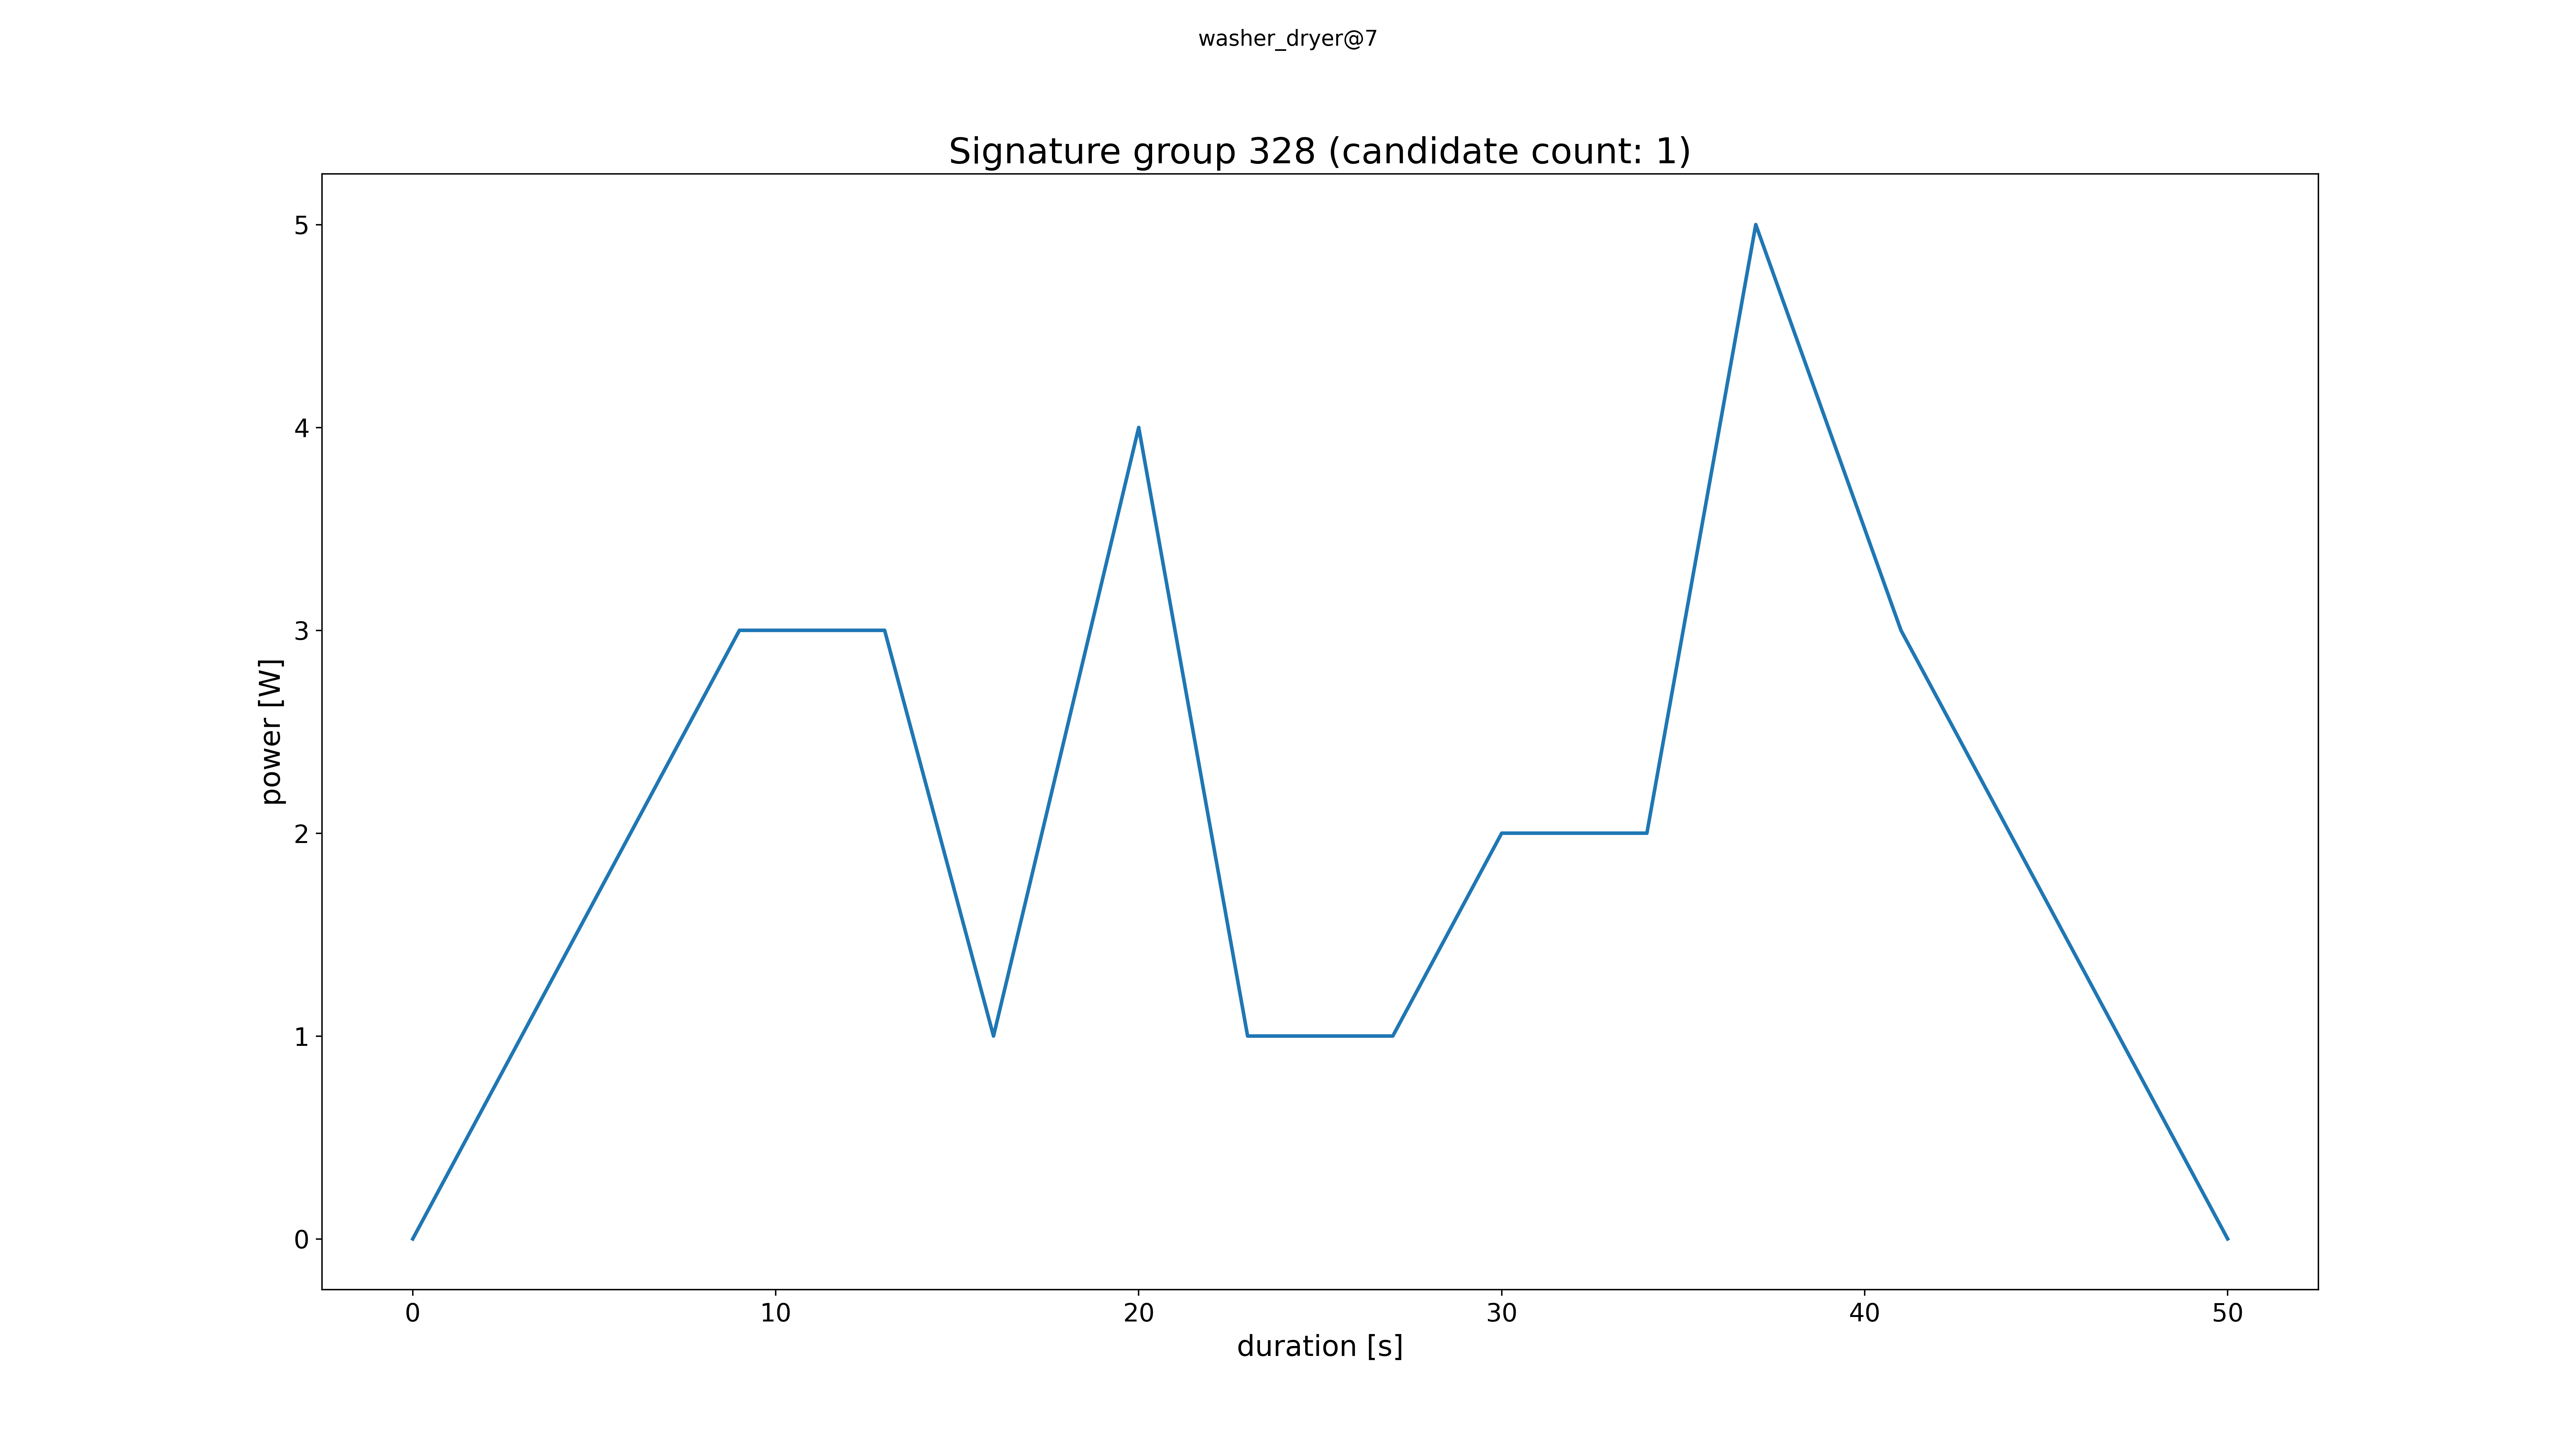 washer_dryer@7
Signature group 328 (candidate count: 1)
5
4
3
2
1
0
power [W]
0 10 20 30 40 50
duration [s]